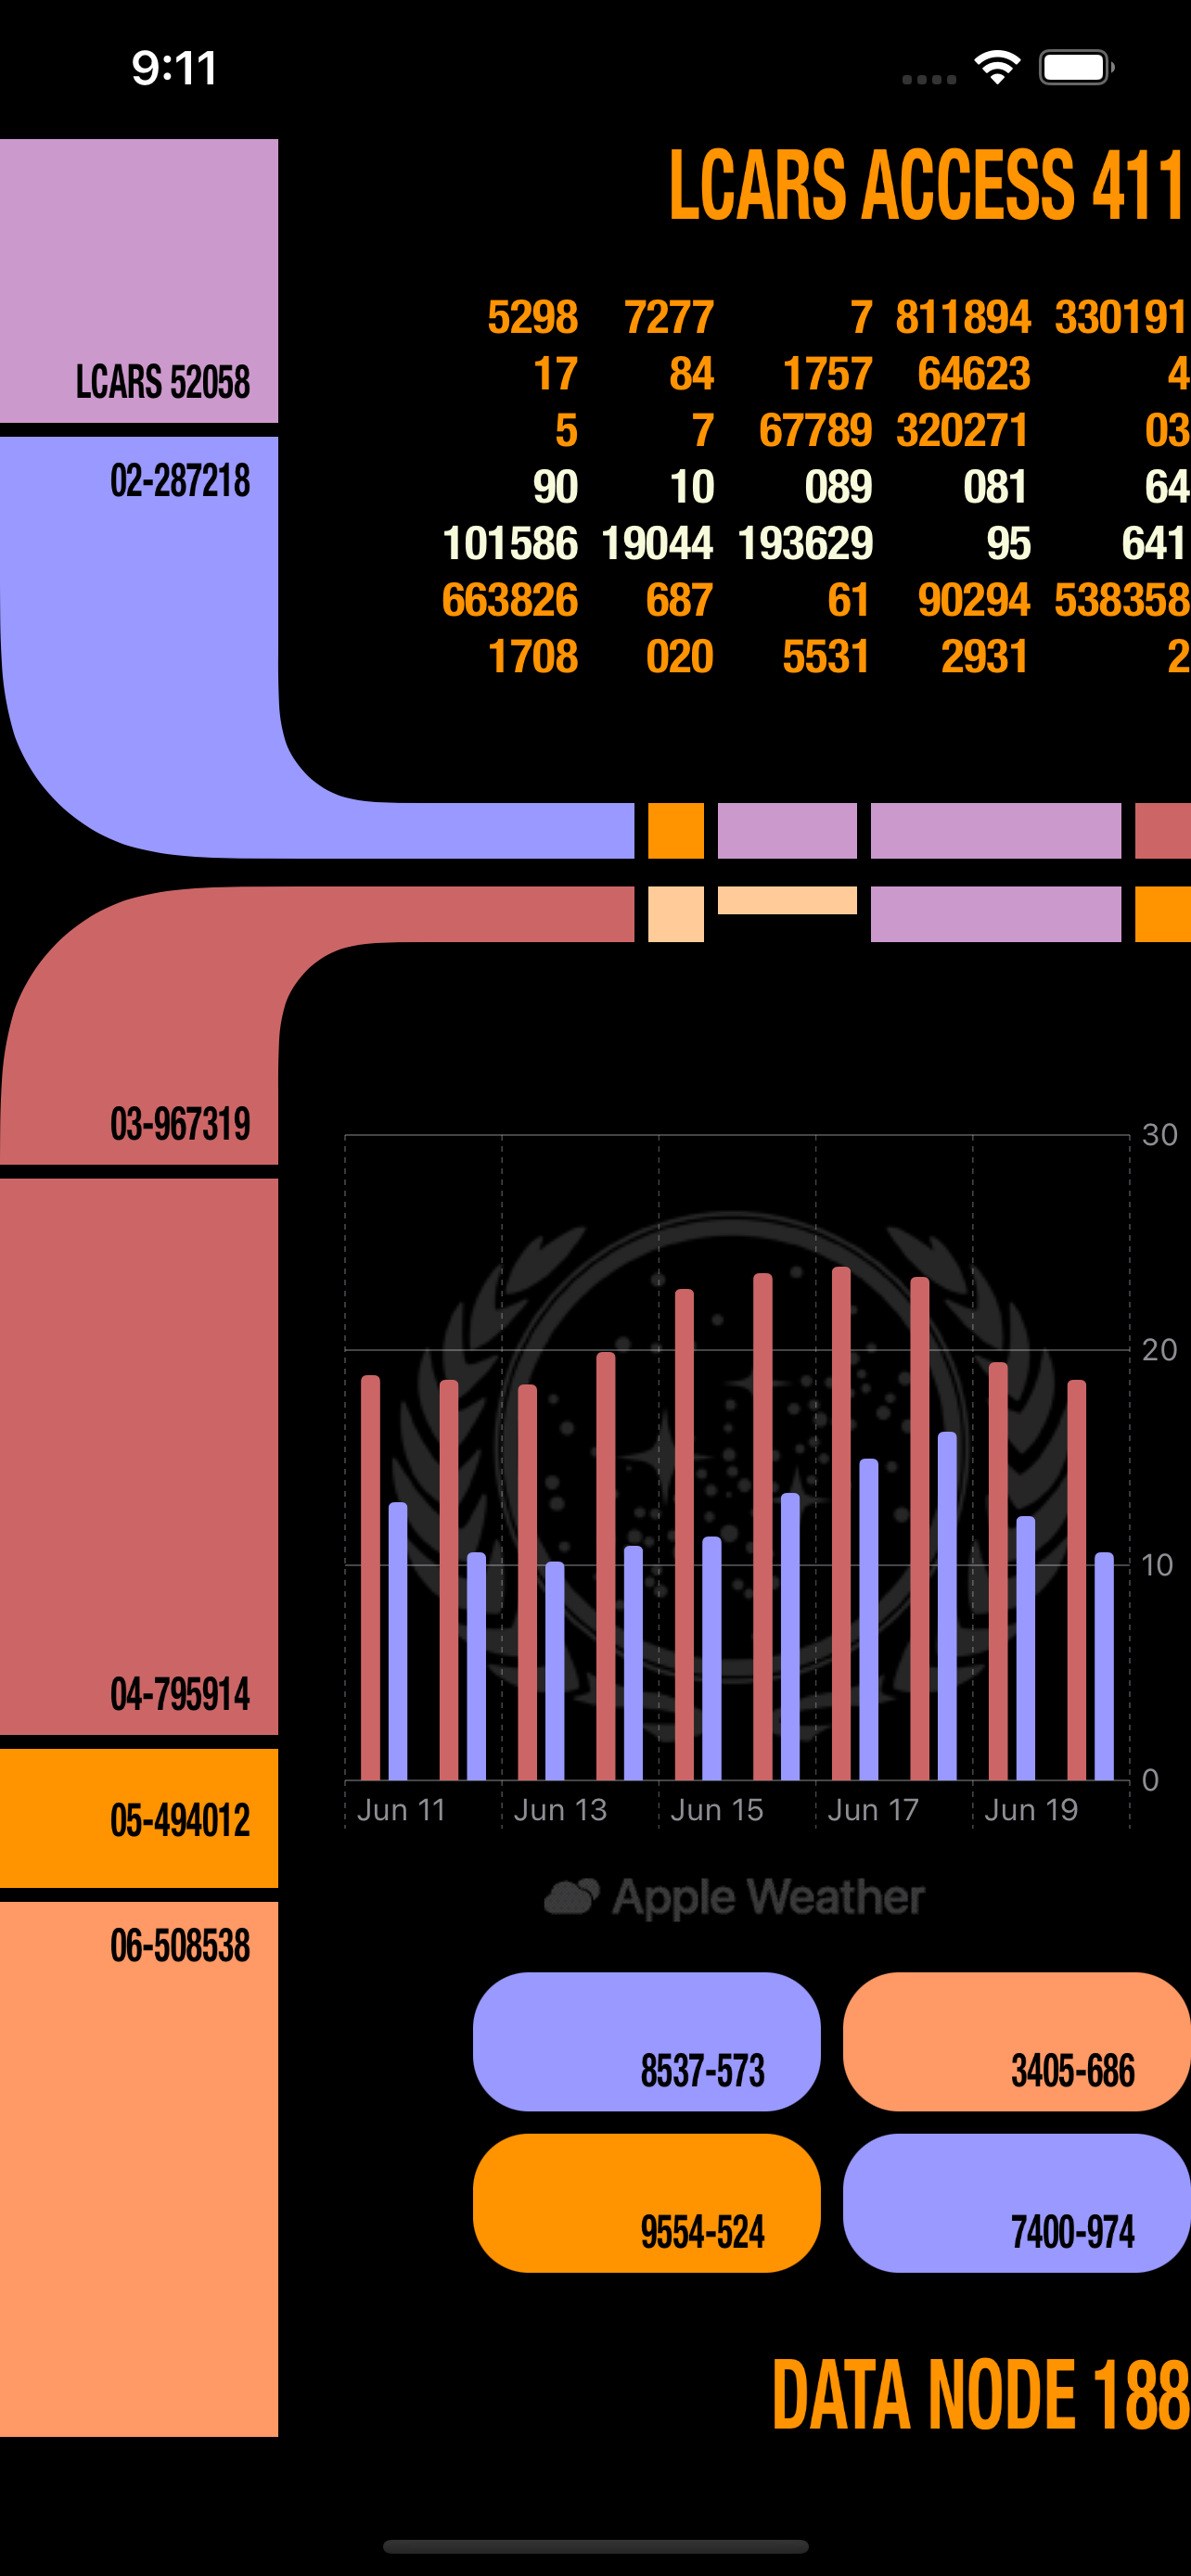 9:11
LCARS ACCESS 411
LCARS 52058
02-287218
5298 7277 7 811894 330191
17 84 1757 64623 4
5 7 67789 320271 03
90 10 089 081 64
101586 19044 193629 95 641
663826 687 61 90294 538358
1708 020 5531 2931 2
03-967319
04-795914
05-494012
06-508538
30
20
10
0
Jun 11 Jun 13 Jun 15 Jun 17 Jun 19
Apple Weather
8537-573 3405-686
9554-524 7400-974
DATA NODE 188